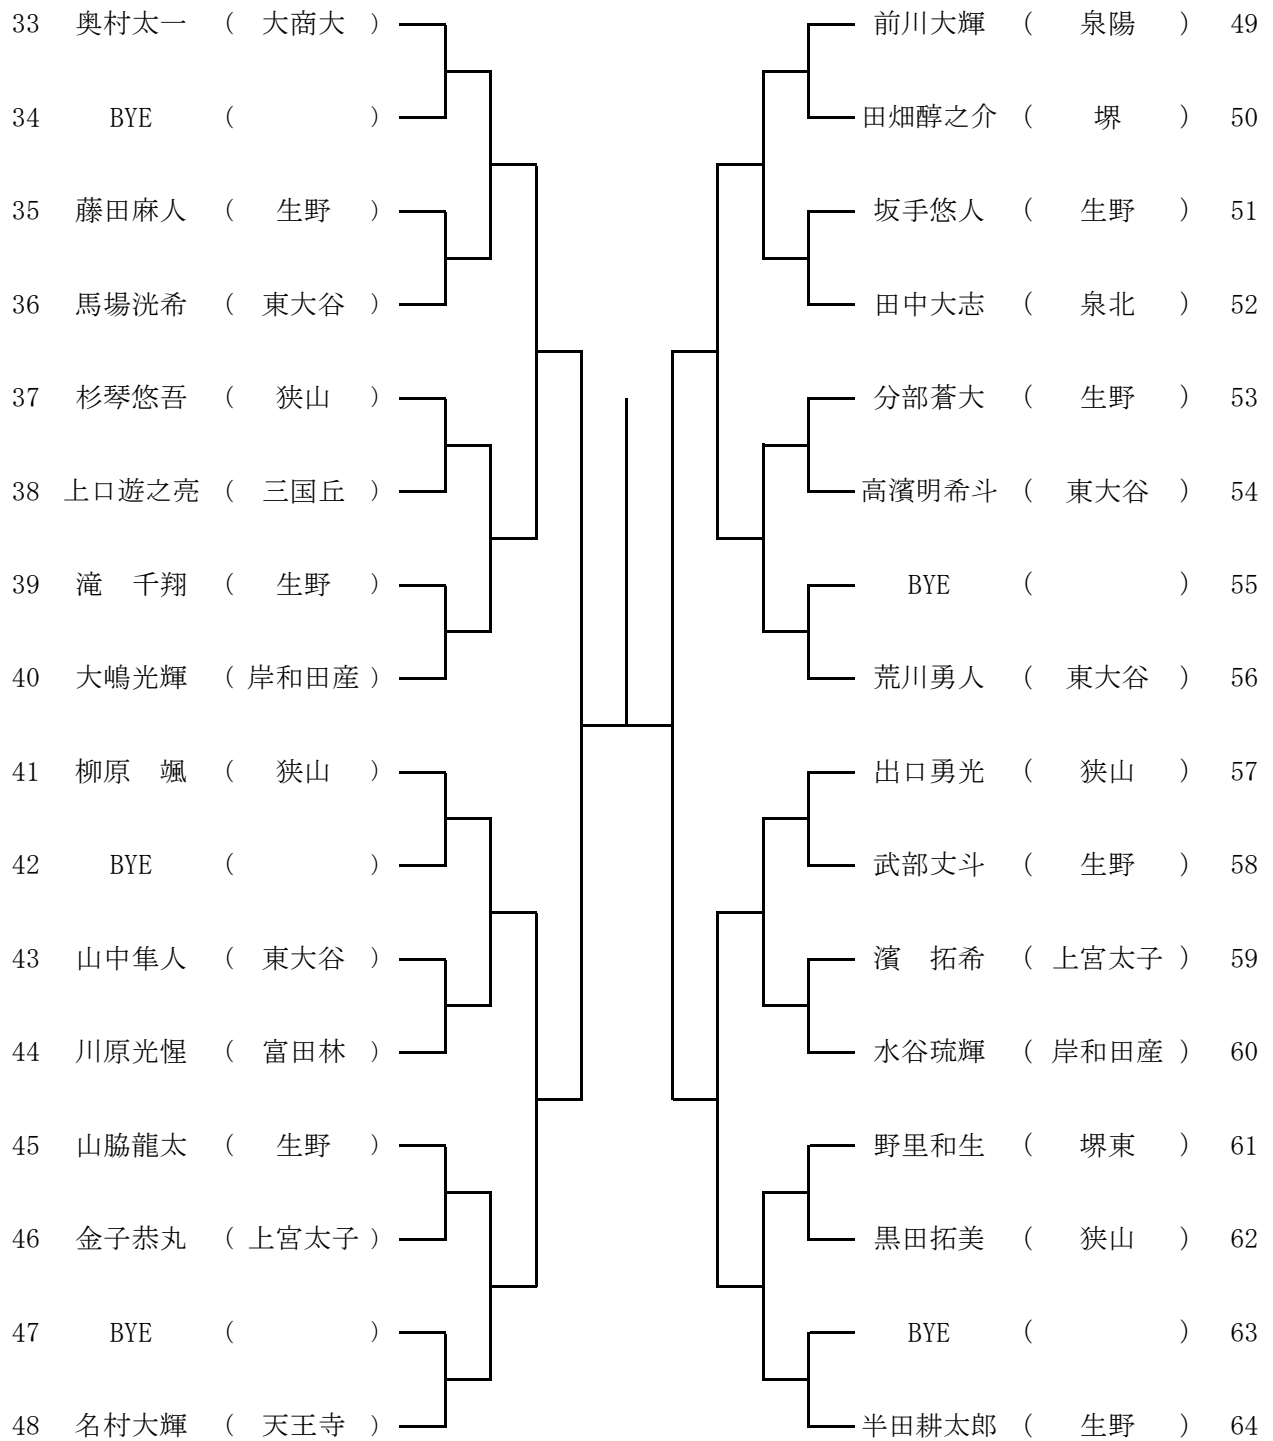 33 奥村太一 ( 大商大 )
34 BYE ( )
35 藤田麻人 ( 生野 )
36 馬場洸希 ( 東大谷 )
37 杉琴悠吾 ( 狭山 )
38 上口遊之亮 ( 三国丘 )
39 滝　千翔 ( 生野 )
40 大嶋光輝 ( 岸和田産 )
41 柳原　颯 ( 狭山 )
42 BYE ( )
43 山中隼人 ( 東大谷 )
44 川原光惺 ( 富田林 )
45 山脇龍太 ( 生野 )
46 金子恭丸 ( 上宮太子 )
47 BYE ( )
48 名村大輝 ( 天王寺 )
前川大輝 ( 泉陽 ) 49
田畑醇之介 ( 堺 ) 50
坂手悠人 ( 生野 ) 51
田中大志 ( 泉北 ) 52
分部蒼大 ( 生野 ) 53
高濱明希斗 ( 東大谷 ) 54
BYE ( ) 55
荒川勇人 ( 東大谷 ) 56
出口勇光 ( 狭山 ) 57
武部丈斗 ( 生野 ) 58
濱　拓希 ( 上宮太子 ) 59
水谷琉輝 ( 岸和田産 ) 60
野里和生 ( 堺東 ) 61
黒田拓美 ( 狭山 ) 62
BYE ( ) 63
半田耕太郎 ( 生野 ) 64